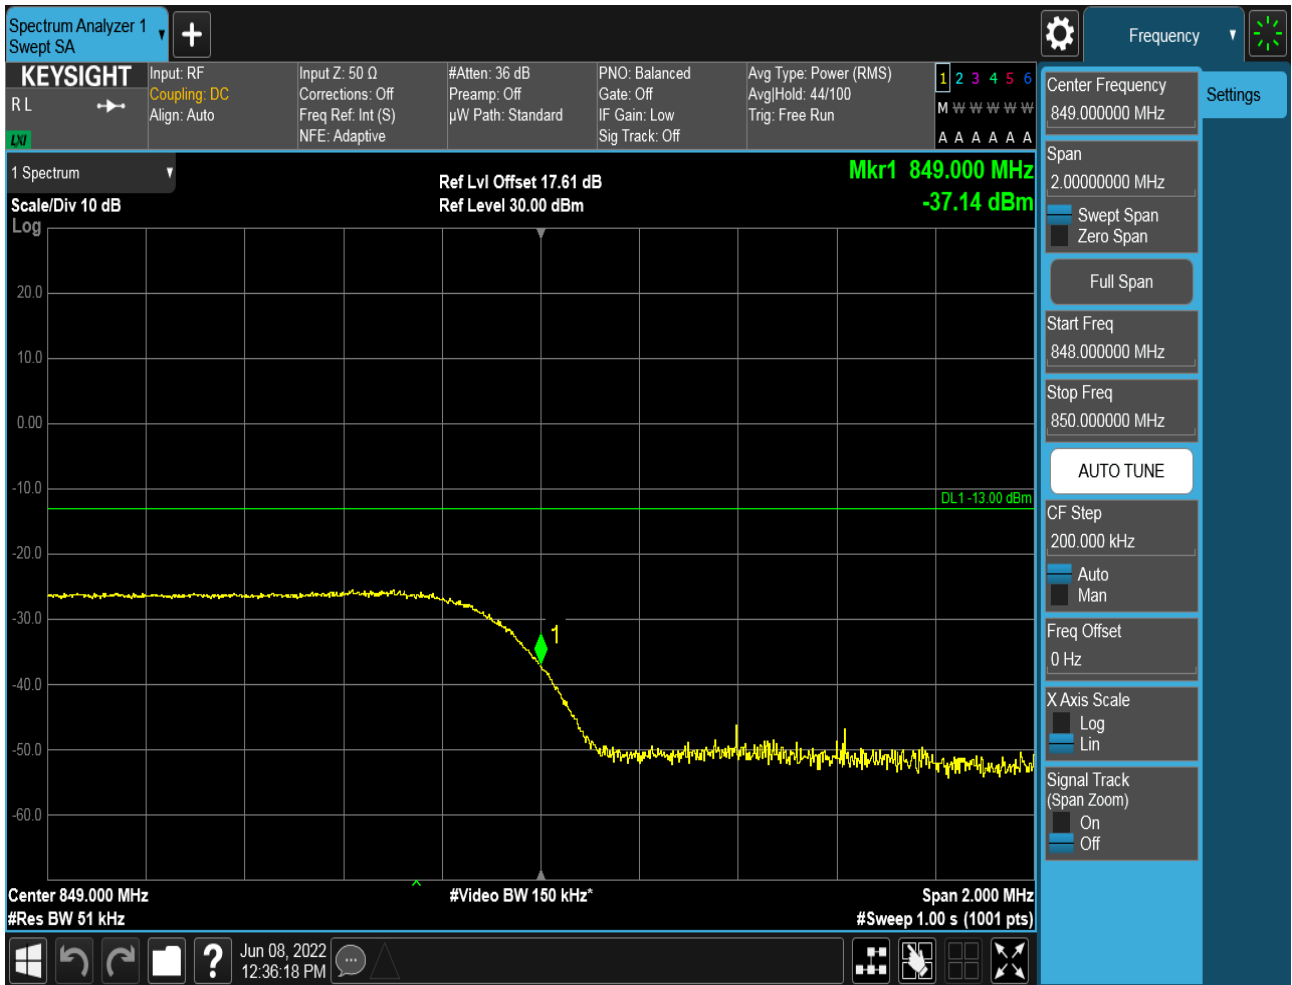 Spectrum Analyzer 1
Swept SA
+
Frequency
KEYSIGHT
R L
LXI
Input: RF
Coupling: DC
Align: Auto
Input Z: 50 Ω
Corrections: Off
Freq Ref: Int (S)
NFE: Adaptive
#Atten: 36 dB
Preamp: Off
µW Path: Standard
PNO: Balanced
Gate: Off
IF Gain: Low
Sig Track: Off
Avg Type: Power (RMS)
Avg|Hold: 44/100
Trig: Free Run
1 2 3 4 5 6
M W W W W W
A A A A A A
1 Spectrum
Scale/Div 10 dB
Log
Ref Lvl Offset 17.61 dB
Ref Level 30.00 dBm
Mkr1 849.000 MHz
-37.14 dBm
20.0
10.0
0.00
-10.0
-20.0
-30.0
-40.0
-50.0
-60.0
DL1 -13.00 dBm
1
Center 849.000 MHz
#Res BW 51 kHz
#Video BW 150 kHz*
Span 2.000 MHz
#Sweep 1.00 s (1001 pts)
?
Jun 08, 2022
12:36:18 PM
Center Frequency
849.000000 MHz
Settings
Span
2.00000000 MHz
Swept Span
Zero Span
Full Span
Start Freq
848.000000 MHz
Stop Freq
850.000000 MHz
AUTO TUNE
CF Step
200.000 kHz
Auto
Man
Freq Offset
0 Hz
X Axis Scale
Log
Lin
Signal Track
(Span Zoom)
On
Off